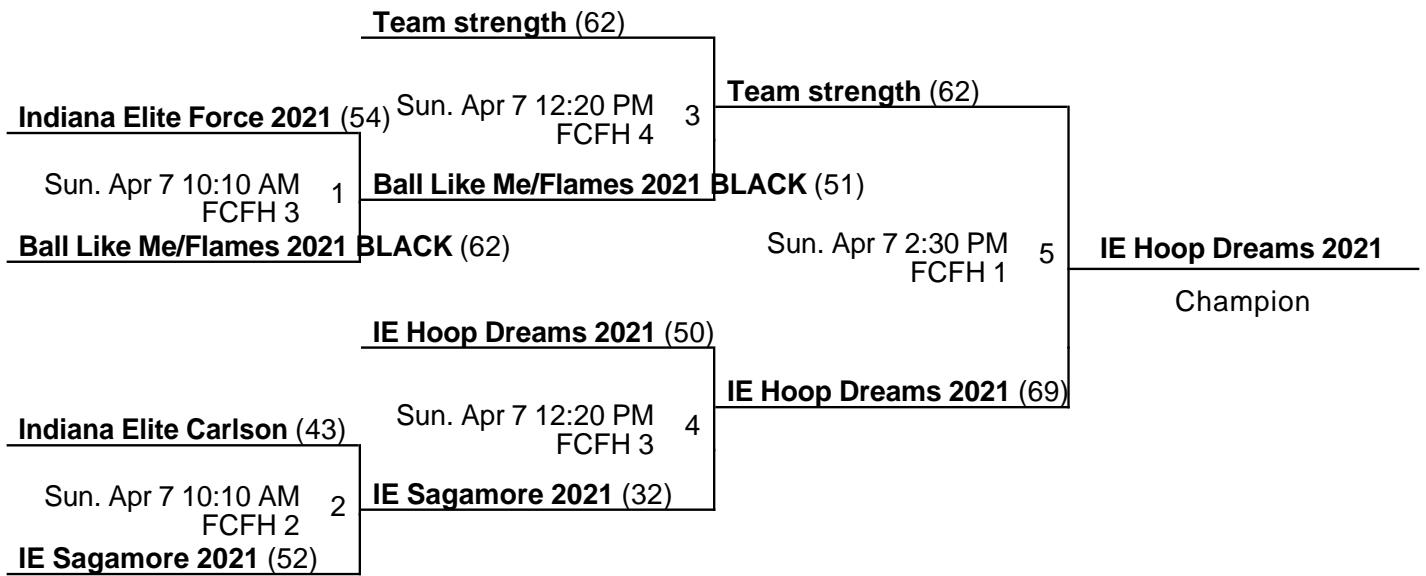 Team strength (62)
Indiana Elite Force 2021 (54)
Sun. Apr 7 12:20 PM
FCFH 4
3
Team strength (62)
Sun. Apr 7 10:10 AM
FCFH 3
1
Ball Like Me/Flames 2021 BLACK (51)
Ball Like Me/Flames 2021 BLACK (62)
Sun. Apr 7 2:30 PM
FCFH 1
5
IE Hoop Dreams 2021
Champion
IE Hoop Dreams 2021 (50)
IE Hoop Dreams 2021 (69)
Indiana Elite Carlson (43)
Sun. Apr 7 12:20 PM
FCFH 3
4
Sun. Apr 7 10:10 AM
FCFH 2
2
IE Sagamore 2021 (32)
IE Sagamore 2021 (52)